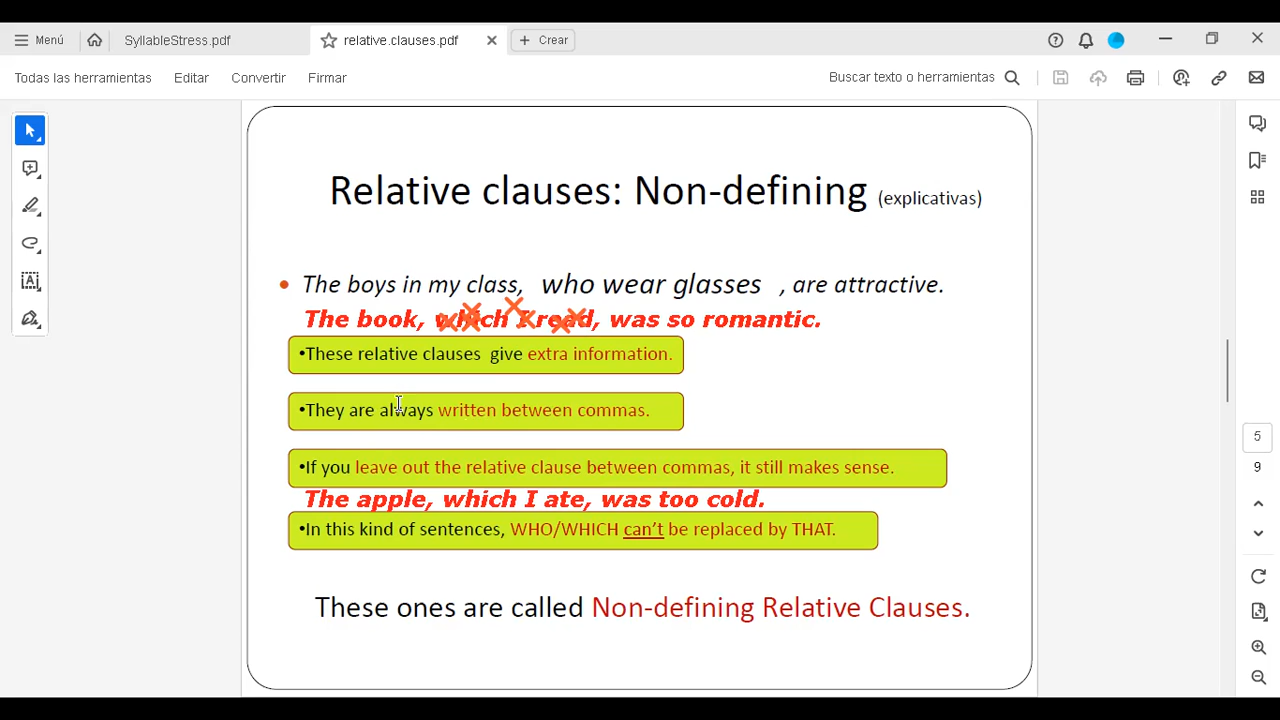 Menú
SyllableStress.pdf
relative.clauses.pdf
Crear
Todas las herramientas
Editar
Convertir
Firmar
Buscar texto o herramientas
Relative clauses: Non-defining (explicativas)
• The boys in my class, who wear glasses , are attractive.
The book, which I read, was so romantic.
•These relative clauses give extra information.
•They are always written between commas.
•If you leave out the relative clause between commas, it still makes sense.
The apple, which I ate, was too cold.
•In this kind of sentences, WHO/WHICH can't be replaced by THAT.
These ones are called Non-defining Relative Clauses.
5
9